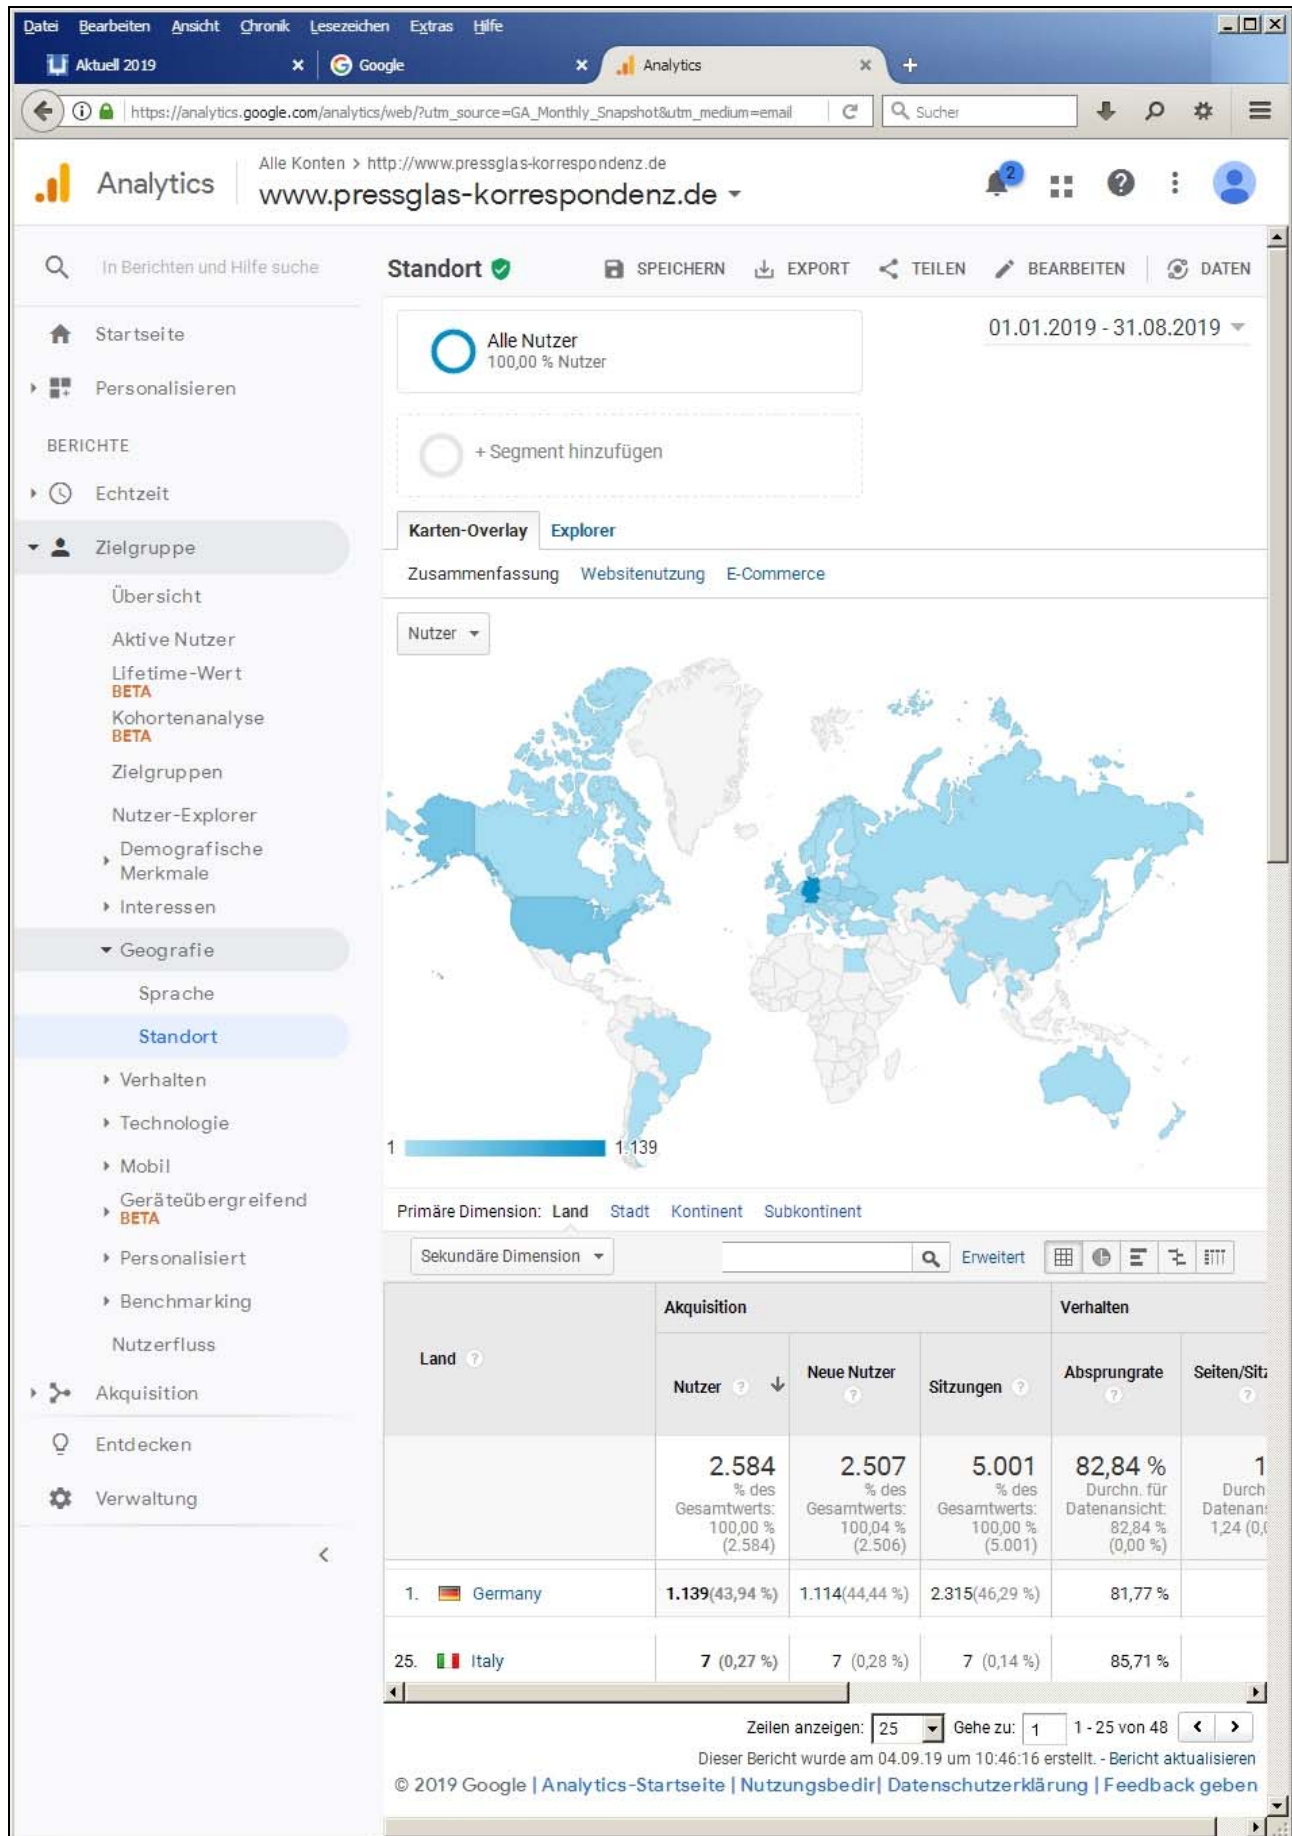 Datei Bearbeiten Ansicht Chronik Lesezeichen Extras Hilfe
Aktuell 2019
Google
Analytics
https://analytics.google.com/analytics/web/?utm_source=GA_Monthly_Snapshot&utm_medium=email
Suchen
Analytics
Alle Konten > http://www.pressglas-korrespondenz.de
www.pressglas-korrespondenz.de
2
In Berichten und Hilfe suche
Startseite
Personalisieren
BERICHTE
Echtzeit
Zielgruppe
Übersicht
Aktive Nutzer
Lifetime-Wert
BETA
Kohortenanalyse
BETA
Zielgruppen
Nutzer-Explorer
Demografische
Merkmale
Interessen
Geografie
Sprache
Standort
Verhalten
Technologie
Mobil
Geräteübergreifend
BETA
Personalisiert
Benchmarking
Nutzerfluss
Akquisition
Entdecken
Verwaltung
Standort
SPEICHERN EXPORT TEILEN BEARBEITEN DATEN
Alle Nutzer
100,00 % Nutzer
01.01.2019 - 31.08.2019
+ Segment hinzufügen
Karten-Overlay Explorer
Zusammenfassung Websitenutzung E-Commerce
Nutzer
1 1.139
Primäre Dimension: Land Stadt Kontinent Subkontinent
Sekundäre Dimension
Erweitert
Land
Akquisition
Verhalten
Nutzer
Neue Nutzer
Sitzungen
Absprungrate
Seiten/Sitz
2.584
% des
Gesamtwerts:
100,00 %
(2.584)
2.507
% des
Gesamtwerts:
100,04 %
(2.506)
5.001
% des
Gesamtwerts:
100,00 %
(5.001)
82,84 %
Durchn. für
Datenansicht:
82,84 %
(0,00 %)
1
Durch
Datenans
1,24 (0,0
1. Germany 1.139(43,94 %) 1.114(44,44 %) 2.315(46,29 %) 81,77 %
25. Italy 7 (0,27 %) 7 (0,28 %) 7 (0,14 %) 85,71 %
Zeilen anzeigen: 25 Gehe zu: 1 1 - 25 von 48
Dieser Bericht wurde am 04.09.19 um 10:46:16 erstellt. - Bericht aktualisieren
© 2019 Google | Analytics-Startseite | Nutzungsbedir| Datenschutzerklärung | Feedback geben